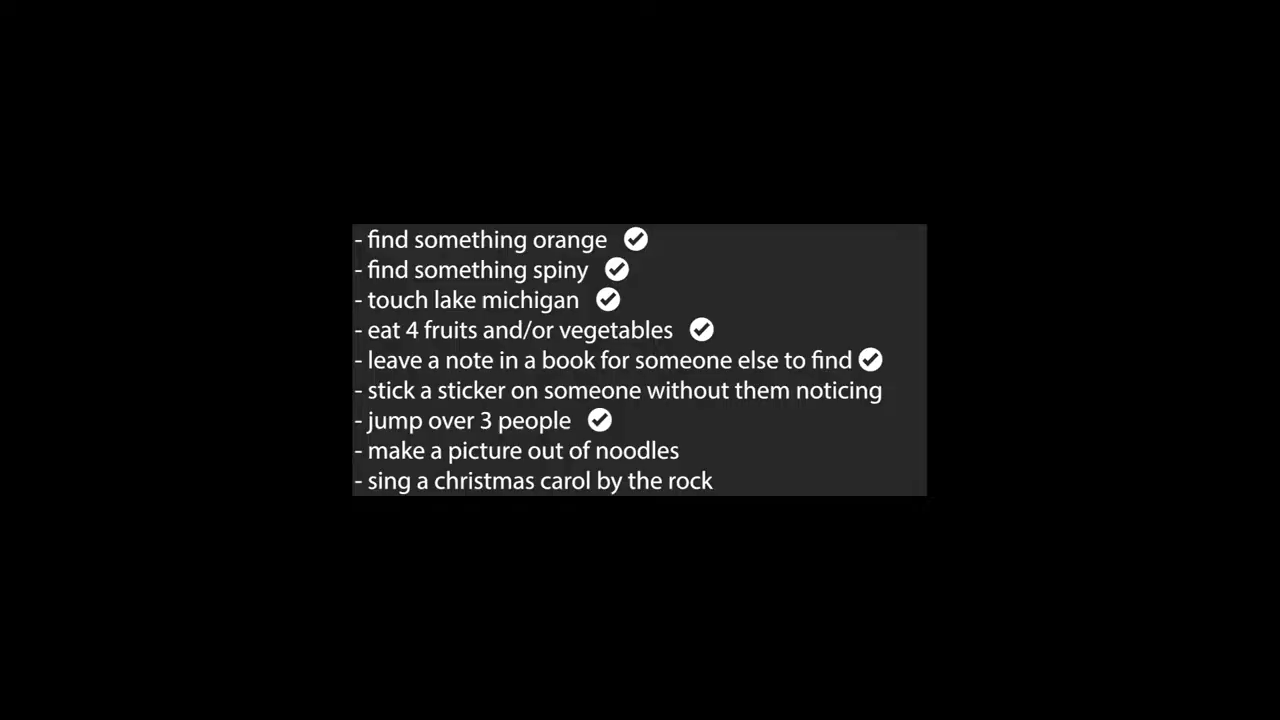 - find something orange
- find something spiny
- touch lake michigan
- eat 4 fruits and/or vegetables
- leave a note in a book for someone else to find
- stick a sticker on someone without them noticing
- jump over 3 people
- make a picture out of noodles
- sing a christmas carol by the rock